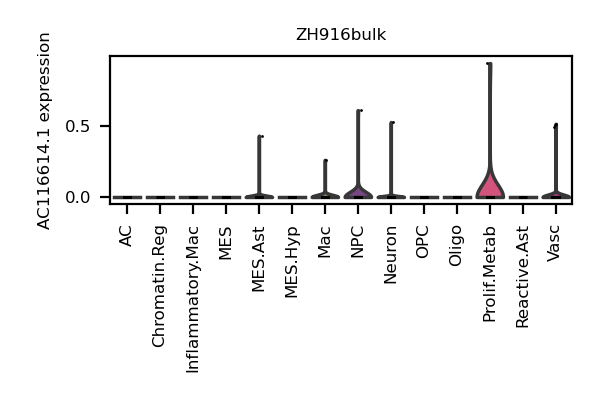 ZH916bulk
AC116614.1 expression
0.5
0.0
AC
Chromatin.Reg
Inflammatory.Mac
MES
MES.Ast
MES.Hyp
Mac
NPC
Neuron
OPC
Oligo
Prolif.Metab
Reactive.Ast
Vasc